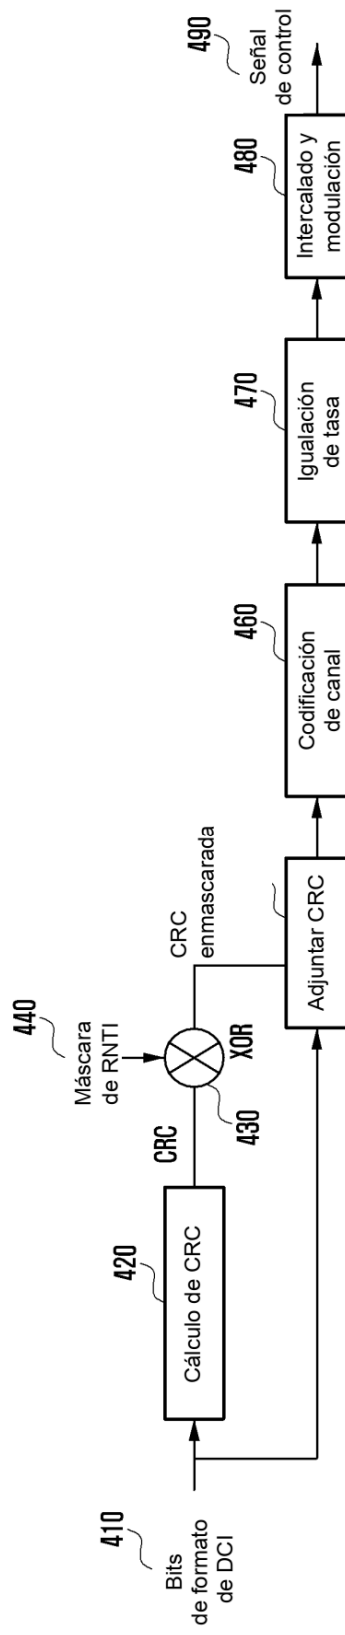 410
Bits
de formato
de DCI
420
Cálculo de CRC
CRC
440
Máscara
de RNTI
XOR
430
CRC
enmascarada
Adjuntar CRC
460
Codificación
de canal
470
Igualación
de tasa
480
Intercalado y
modulación
490
Señal
de control